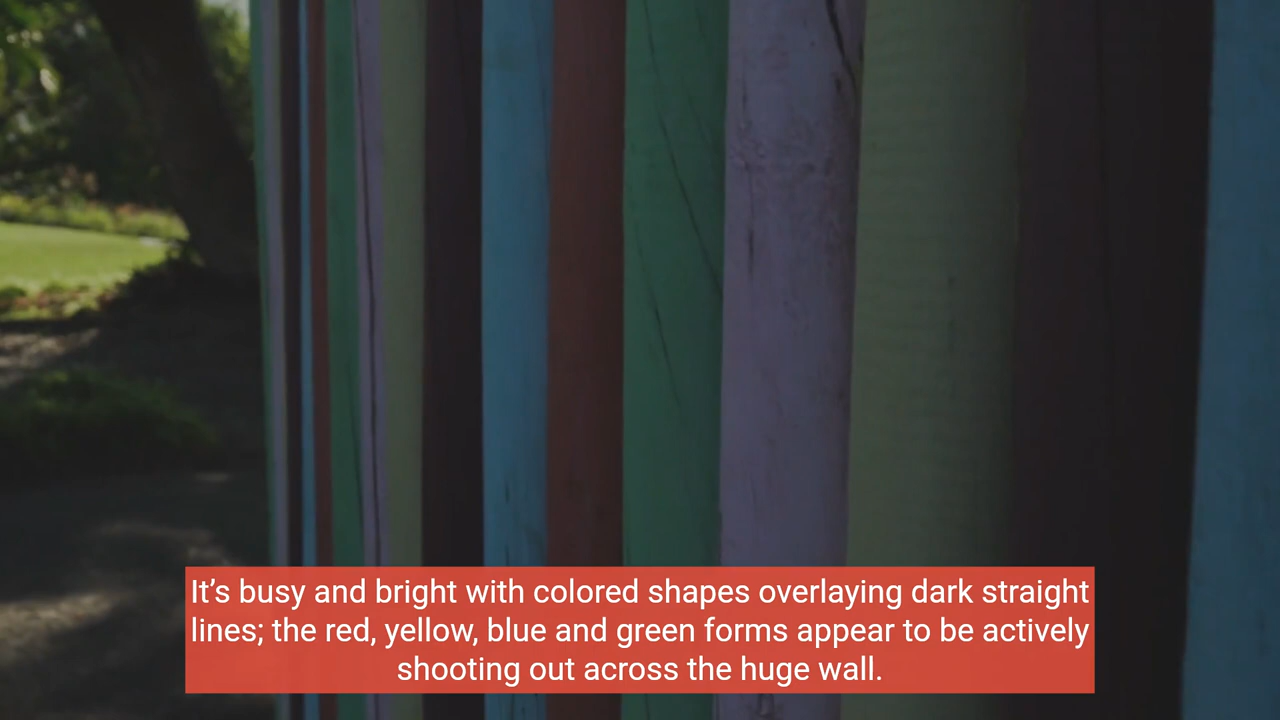 It’s busy and bright with colored shapes overlaying dark straight
lines; the red, yellow, blue and green forms appear to be actively
shooting out across the huge wall.